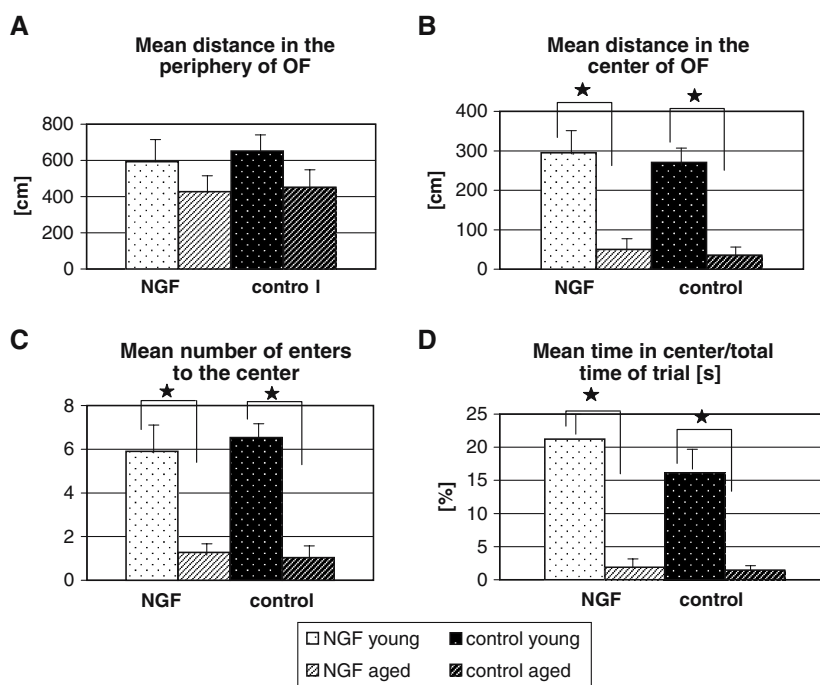 A
Mean distance in the
periphery of OF
[cm]
800
600
400
200
0
NGF
contro l
B
Mean distance in the
center of OF
[cm]
400
300
200
100
0
NGF
control
C
Mean number of enters
to the center
8
6
4
2
0
NGF
control
D
Mean time in center/total
time of trial [s]
[%]
25
20
15
10
5
0
NGF
control
NGF young
control young
NGF aged
control aged